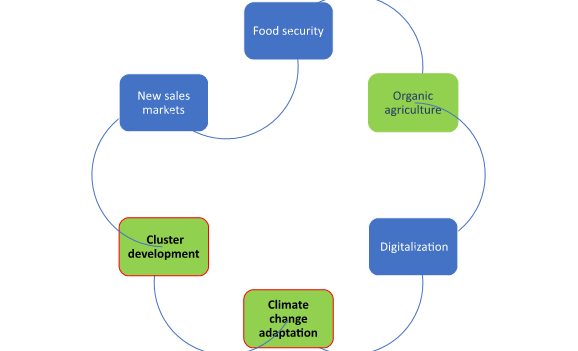 Food security
New sales
markets
Organic
agriculture
Cluster
development
Digitalization
Climate
change
adaptation